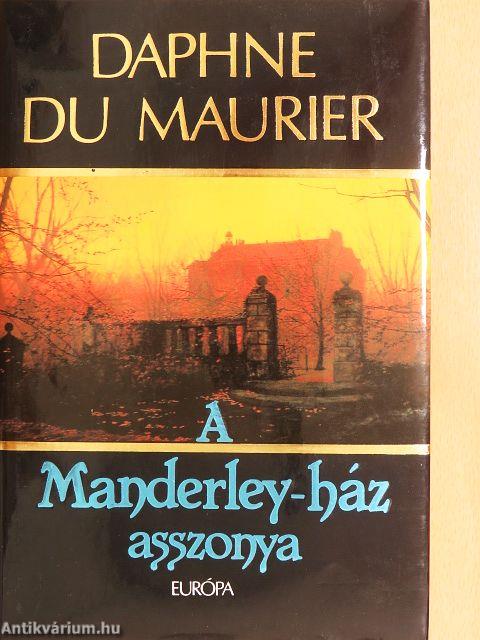 DAPHNE
DU MAURIER
A
Manderley-ház
asszonya
EURÓPA
Antikvárium.hu